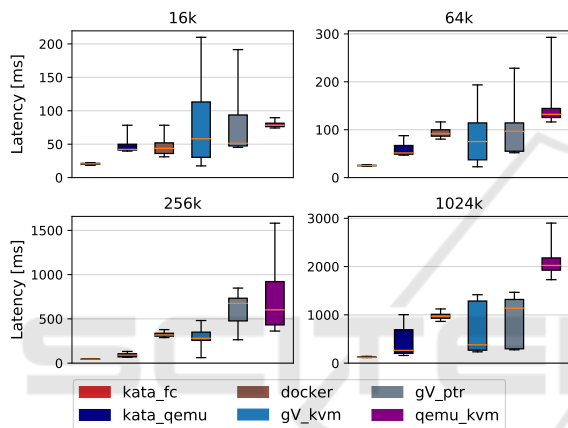 16k
64k
Latency [ms]
200
150
100
50
0
300
200
100
0
256k
1024k
Latency [ms]
1500
1000
500
0
3000
2000
1000
0
kata_fc
docker
gV_ptr
kata_qemu
gV_kvm
qemu_kvm